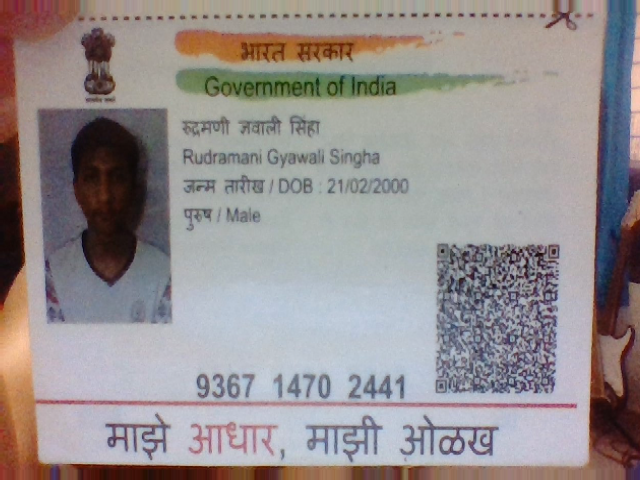 भारत सरकार
Government of India
रुद्रमणी ज्वाली सिंहा
Rudramani Gyawali Singha
जन्म तारीख / DOB : 21/02/2000
पुरुष / Male
9367 1470 2441
माझे आधार, माझी ओळख